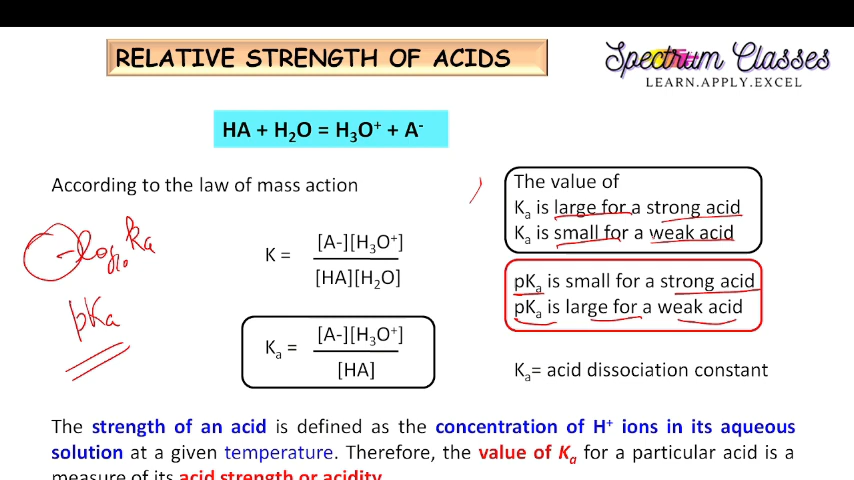 RELATIVE STRENGTH OF ACIDS
Spectrum Classes
LEARN.APPLY.EXCEL
HA + H₂O = H₃O⁺ + A⁻
According to the law of mass action
K = [A-][H₃O⁺]
[HA][H₂O]
Kₐ = [A-][H₃O⁺]
[HA]
-log₁₀ kₐ
pKₐ
The value of
Kₐ is large for a strong acid
Kₐ is small for a weak acid
pKₐ is small for a strong acid
pKₐ is large for a weak acid
Kₐ= acid dissociation constant
The strength of an acid is defined as the concentration of H⁺ ions in its aqueous
solution at a given temperature. Therefore, the value of Kₐ for a particular acid is a
measure of its acid strength or acidity.